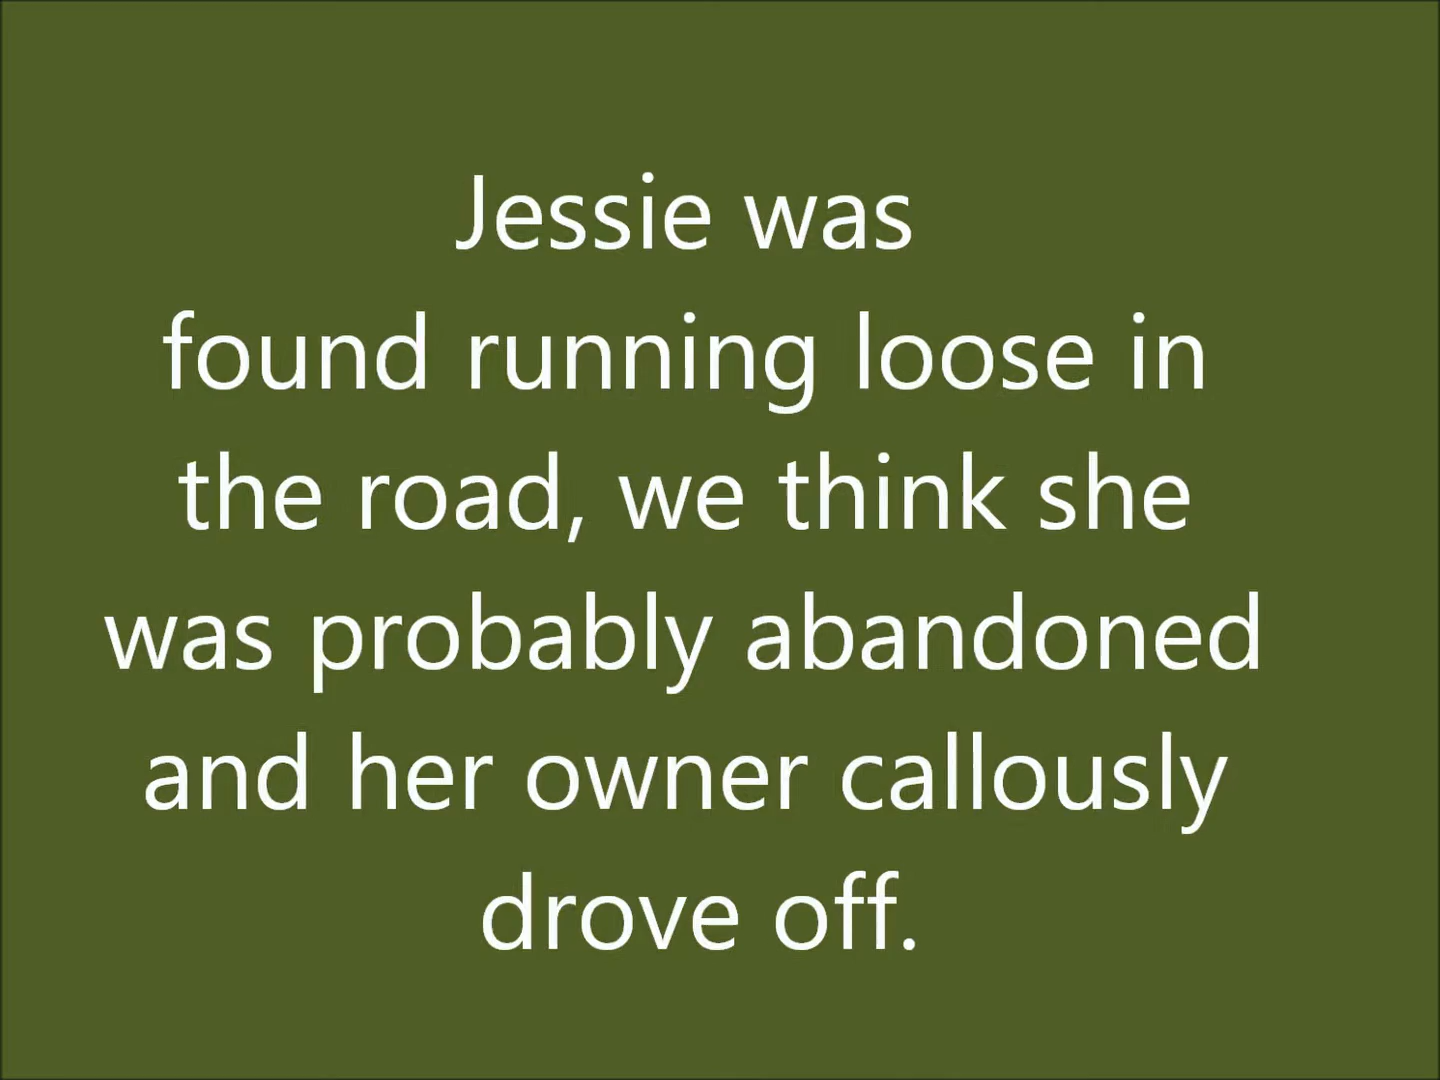 Jessie was
found running loose in
the road, we think she
was probably abandoned
and her owner callously
drove off.